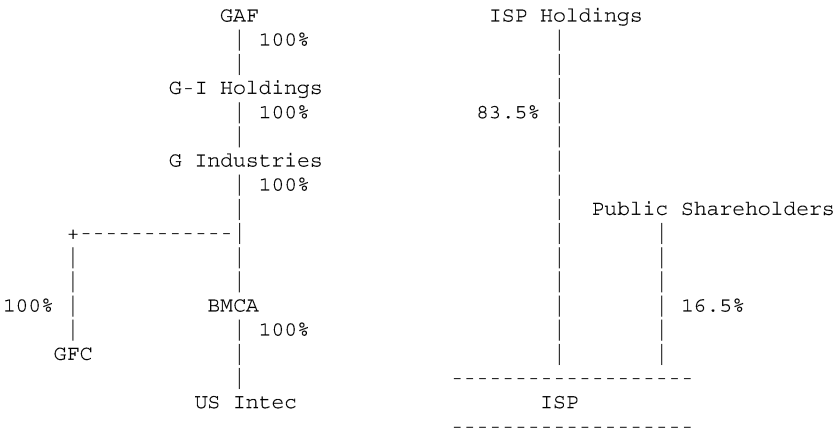 GAF ISP Holdings
100%
G-I Holdings
100% 83.5%
G Industries
100%
Public Shareholders
100% BMCA 16.5%
100%
GFC
US Intec ISP